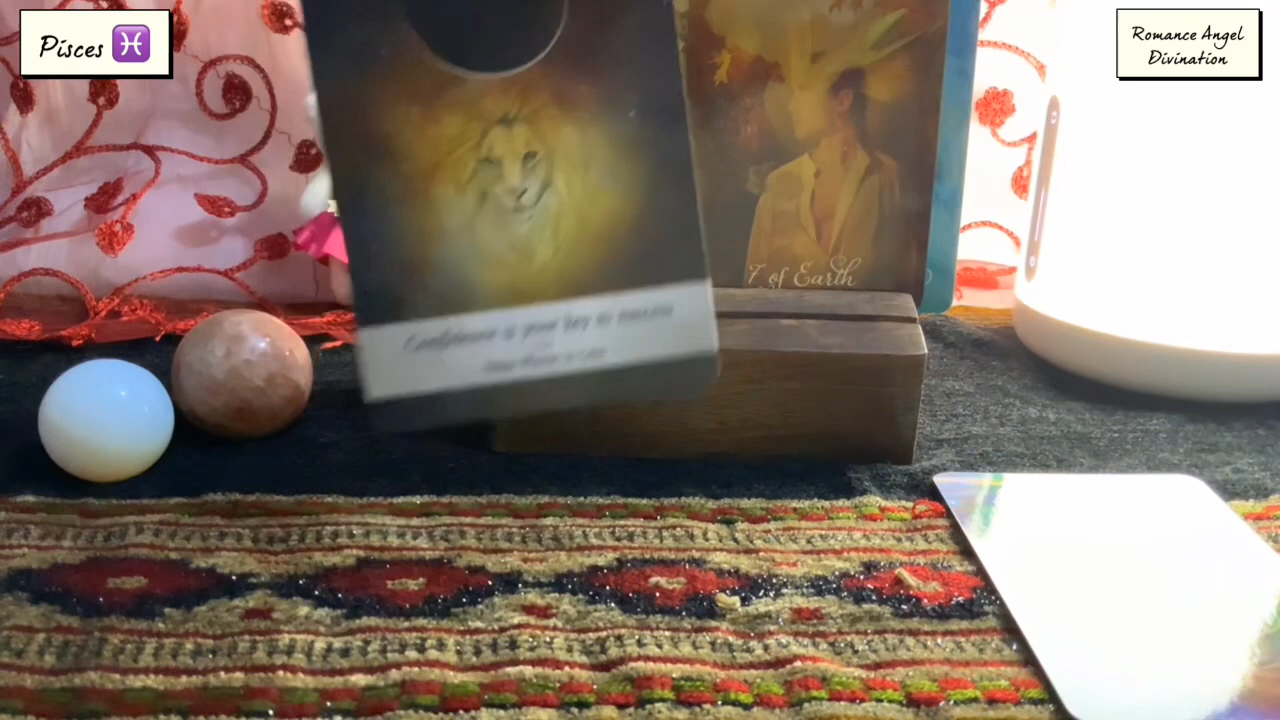 Pisces ♓
Romance Angel
Divination
7 of Earth
Confidence is your key to success